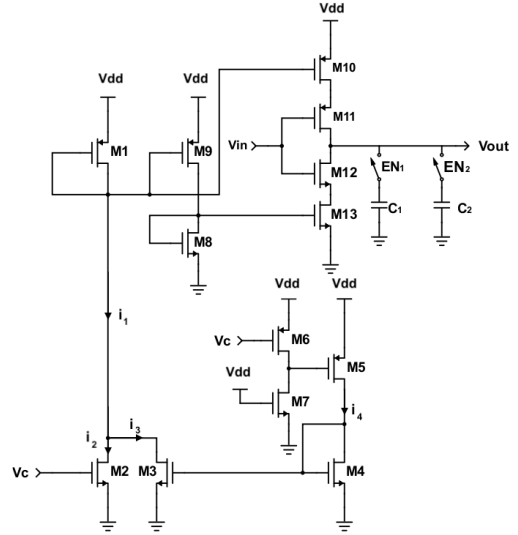 Vdd
M10
Vdd
Vdd
M1
M9
M11
Vin
Vout
M12
EN1
EN2
M13
C1
C2
M8
i1
Vdd
Vdd
Vc
M6
M5
Vdd
M7
i4
i3
i2
Vc
M2
M3
M4